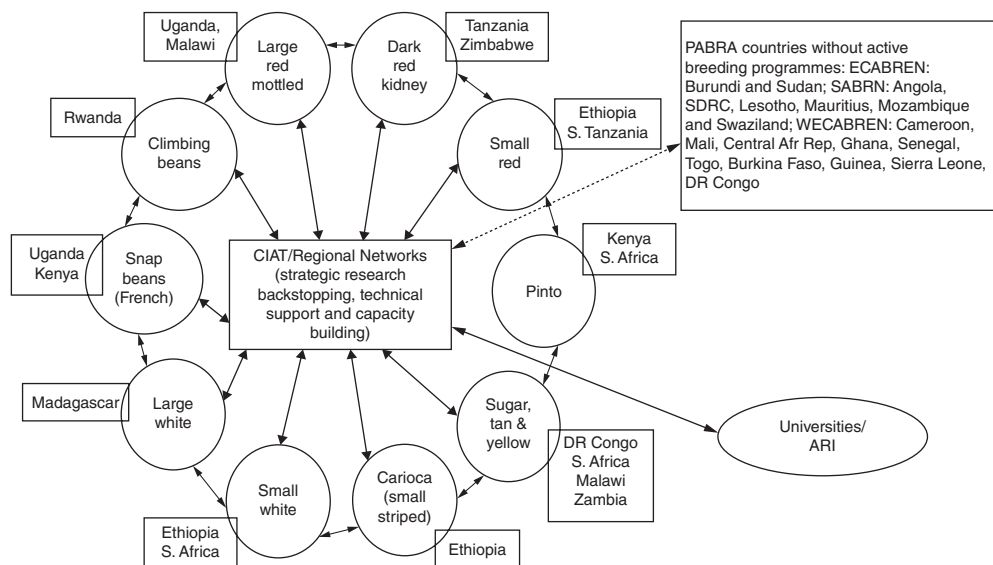 Uganda,
Malawi
Large
red
mottled
Dark
red
kidney
Tanzania
Zimbabwe
PABRA countries without active
breeding programmes: ECABREN:
Burundi and Sudan; SABRN: Angola,
SDRC, Lesotho, Mauritius, Mozambique
and Swaziland; WECABREN: Cameroon,
Mali, Central Afr Rep, Ghana, Senegal,
Togo, Burkina Faso, Guinea, Sierra Leone,
DR Congo
Rwanda
Climbing
beans
Small
red
Ethiopia
S. Tanzania
Uganda
Kenya
Snap
beans
(French)
CIAT/Regional Networks
(strategic research
backstopping, technical
support and capacity
building)
Pinto
Kenya
S. Africa
Madagascar
Large
white
Sugar,
tan &
yellow
DR Congo
S. Africa
Malawi
Zambia
Universities/
ARI
Ethiopia
S. Africa
Small
white
Carioca
(small
striped)
Ethiopia